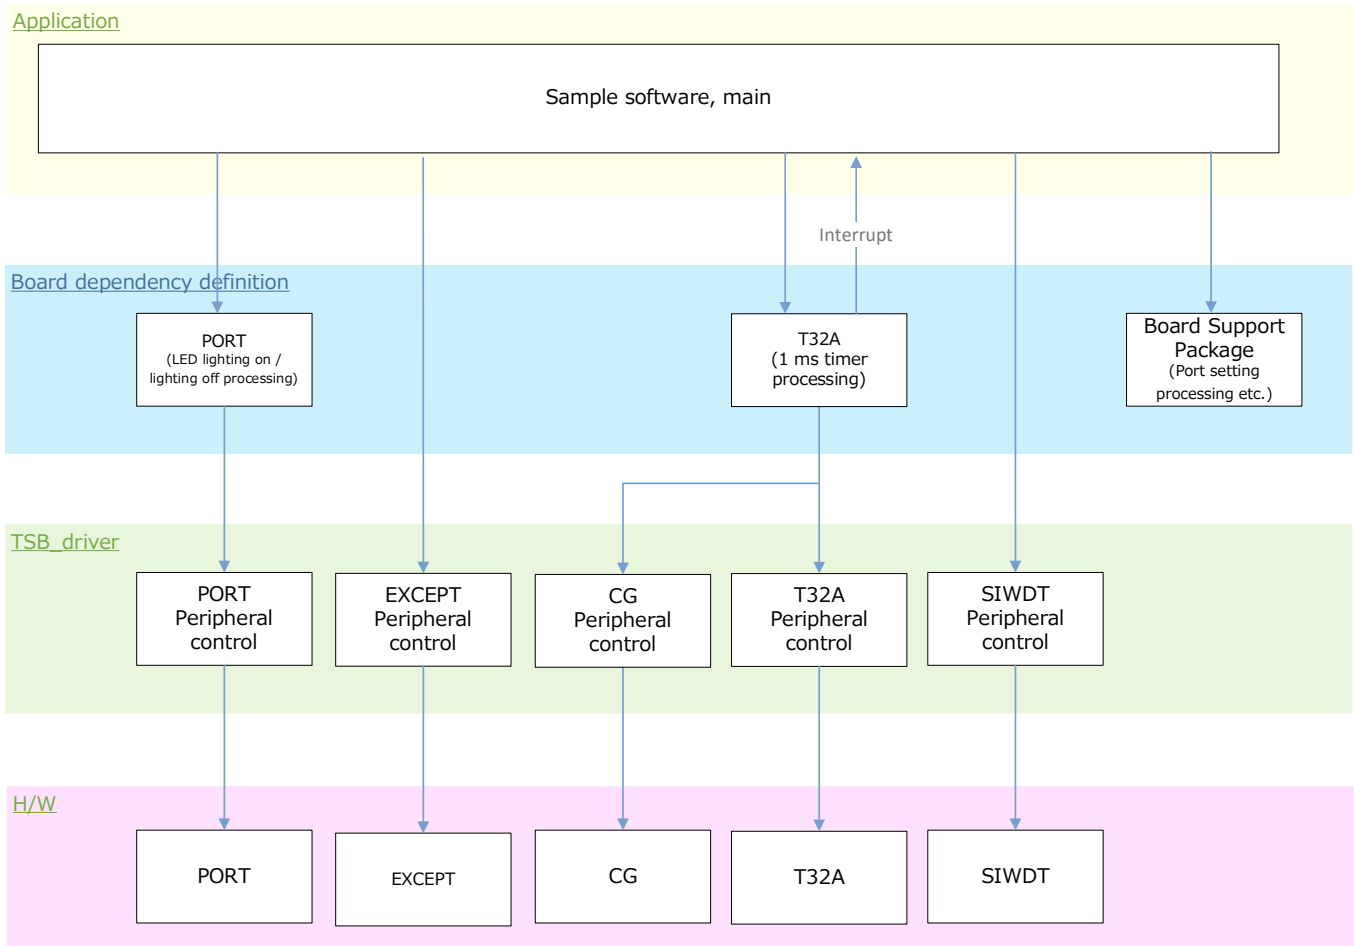 Application
Sample software, main
Interrupt
Board dependency definition
PORT
(LED lighting on /
lighting off processing)
T32A
(1 ms timer
processing)
Board Support
Package
(Port setting
processing etc.)
TSB_driver
PORT
Peripheral
control
EXCEPT
Peripheral
control
CG
Peripheral
control
T32A
Peripheral
control
SIWDT
Peripheral
control
H/W
PORT
EXCEPT
CG
T32A
SIWDT